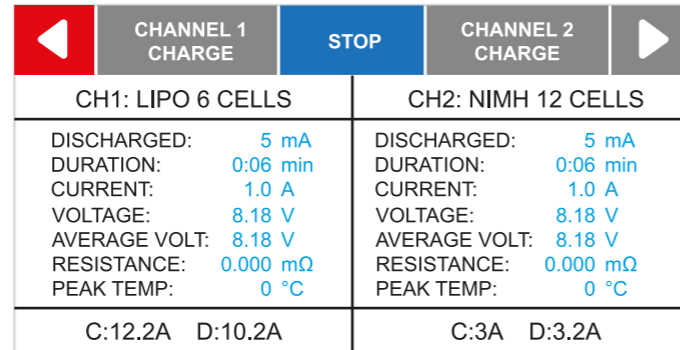 CHANNEL 1
CHARGE
STOP
CHANNEL 2
CHARGE
CH1: LIPO 6 CELLS
DISCHARGED: 5 mA
DURATION: 0:06 min
CURRENT: 1.0 A
VOLTAGE: 8.18 V
AVERAGE VOLT: 8.18 V
RESISTANCE: 0.000 mΩ
PEAK TEMP: 0 °C
C:12.2A D:10.2A
CH2: NIMH 12 CELLS
DISCHARGED: 5 mA
DURATION: 0:06 min
CURRENT: 1.0 A
VOLTAGE: 8.18 V
AVERAGE VOLT: 8.18 V
RESISTANCE: 0.000 mΩ
PEAK TEMP: 0 °C
C:3A D:3.2A